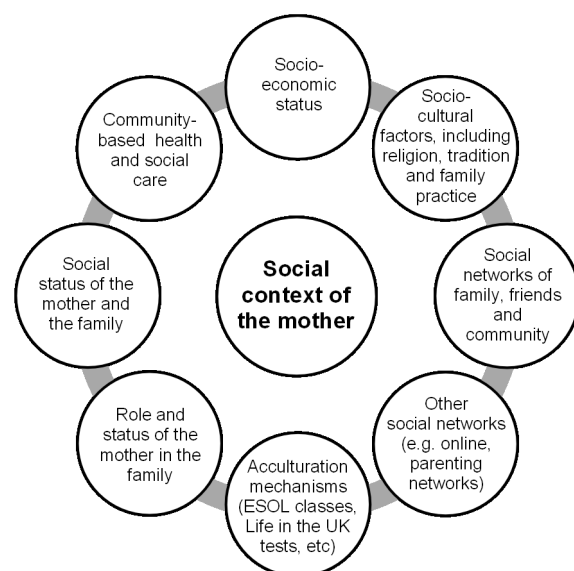 Socio-
economic
status
Socio-
cultural
factors, including
religion, tradition
and family
practice
Social
networks of
family, friends
and
community
Other
social networks
(e.g. online,
parenting
networks)
Acculturation
mechanisms
(ESOL classes,
Life in the UK
tests, etc)
Role and
status of the
mother in the
family
Social
status of the
mother and
the family
Community-
based health
and social
care
Social
context of
the mother